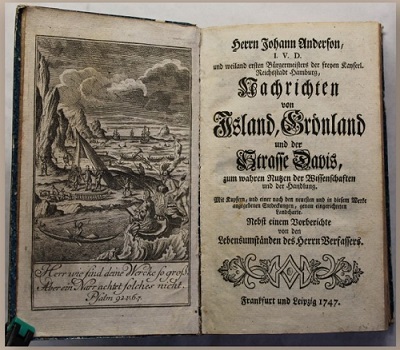 Herr wie sind deine Wercke so groß
Aber ein Narr achtet solches nicht.
Psalm 92. v. 6. 7.
Herrn Johann Anderson,
I. V. D.
und weiland ersten Bürgermeisters der freyen Kayserl.
Reichsstadt Hamburg,
Nachrichten
von
Island, Grönland
und der
Strasse Davis,
zum wahren Nutzen der Wissenschaften
und der Handlung.
Mit Kupfern, und einer nach den neuesten und in diesem Werke
angegebenen Entdeckungen, genau eingerichteten
Landcharte.
Nebst einem Vorberichte
von den
Lebensumständen des Herrn Verfassers.
Frankfurt und Leipzig 1747.